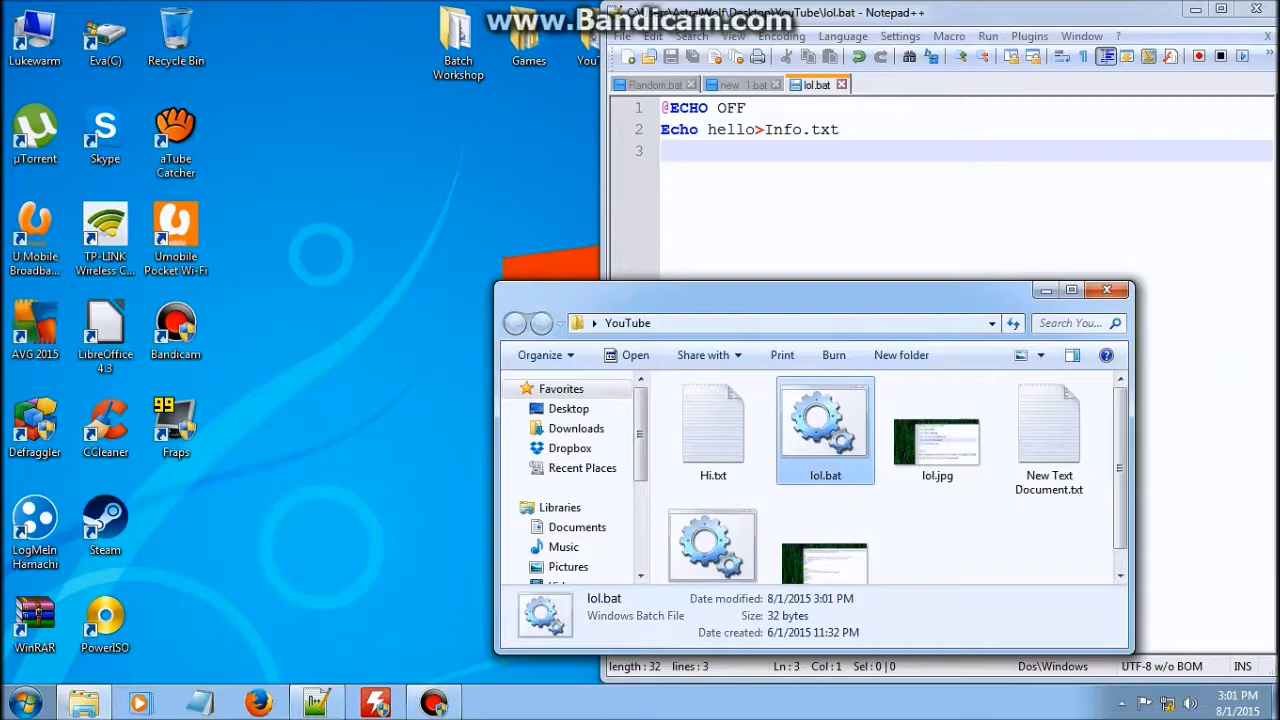 www.Bandicam.com
Lukewarm
Eva(C)
Recycle Bin
µTorrent
Skype
aTube
Catcher
U Mobile
Broadba...
TP-LINK
Wireless C...
Umobile
Pocket Wi-Fi
AVG 2015
LibreOffice
4.3
Bandicam
Defraggler
CCleaner
99
Fraps
LogMeIn
Hamachi
Steam
WinRAR
PowerISO
Batch
Workshop
Games
\Desktop\YouTube\lol.bat - Notepad++
File Edit Search View Encoding Language Settings Macro Run Plugins Window ? X
Random.bat
new 1.bat
lol.bat
1 @ECHO OFF
2 Echo hello>Info.txt
3
YouTube
Search You...
Organize
Open
Share with
Print
Burn
New folder
Favorites
Desktop
Downloads
Dropbox
Recent Places
Libraries
Documents
Music
Pictures
Hi.txt
lol.bat
lol.jpg
New Text
Document.txt
lol.bat
Windows Batch File
Date modified: 8/1/2015 3:01 PM
Size: 32 bytes
Date created: 6/1/2015 11:32 PM
length : 32 lines : 3
Ln : 3 Col : 1 Sel : 0 | 0
Dos\Windows
UTF-8 w/o BOM
INS
3:01 PM
8/1/2015